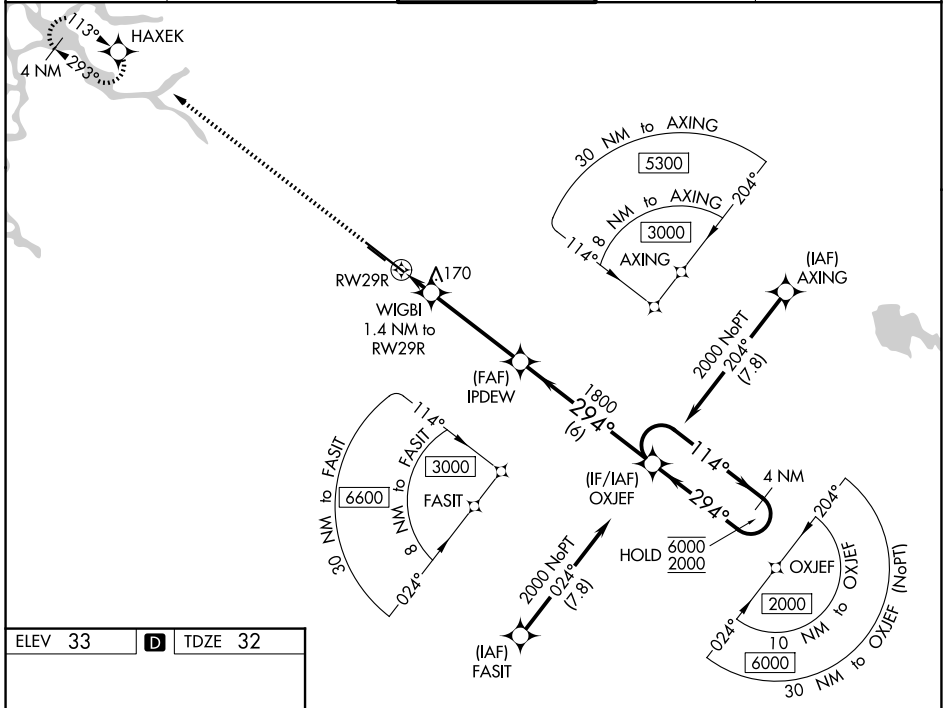 113°
HAXEK
4 NM
293°
30 NM to AXING
5300
204°
8 NM to AXING
3000
114°
AXING
(IAF)
AXING
RW29R
170
WIGBI
1.4 NM to
RW29R
2000 NoPT
204°
(7.8)
(FAF)
IPDEW
1800
294°
(6)
114°
30 NM to FASIT
6600
8 NM to FASIT
3000
FASIT
024°
(IF/IAF)
OXJEF
114°
4 NM
294°
HOLD
6000
2000
204°
OXJEF
2000
024°
10 NM to OXJEF
6000
30 NM to OXJEF (NoPT)
2000 NoPT
024°
(7.8)
(IAF)
FASIT
ELEV 33 D TDZE 32